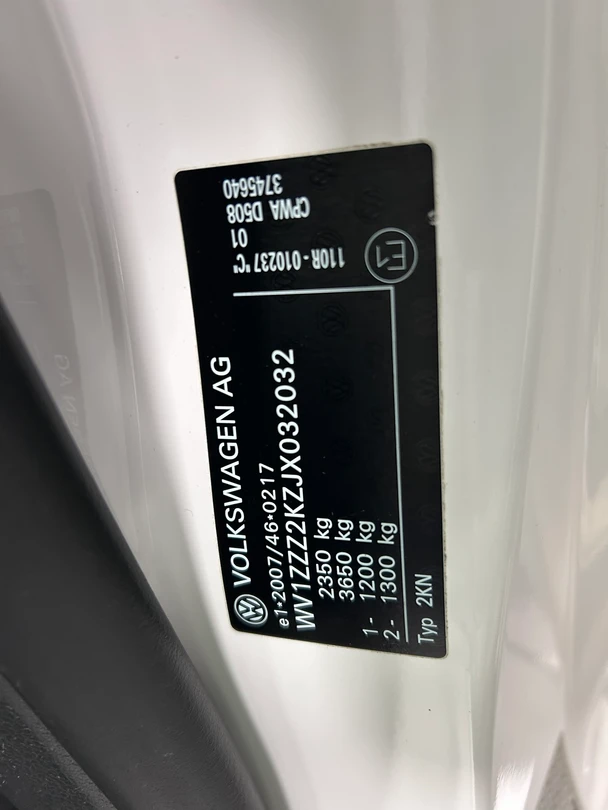 VOLKSWAGEN AG
e1*2007/46*0217
WV1ZZZ2KZJX032032
2350 kg
3650 kg
1- 1200 kg
2- 1300 kg
Typ 2KN
E1
110R-010237 "C"
01
CPWA D508
3745640